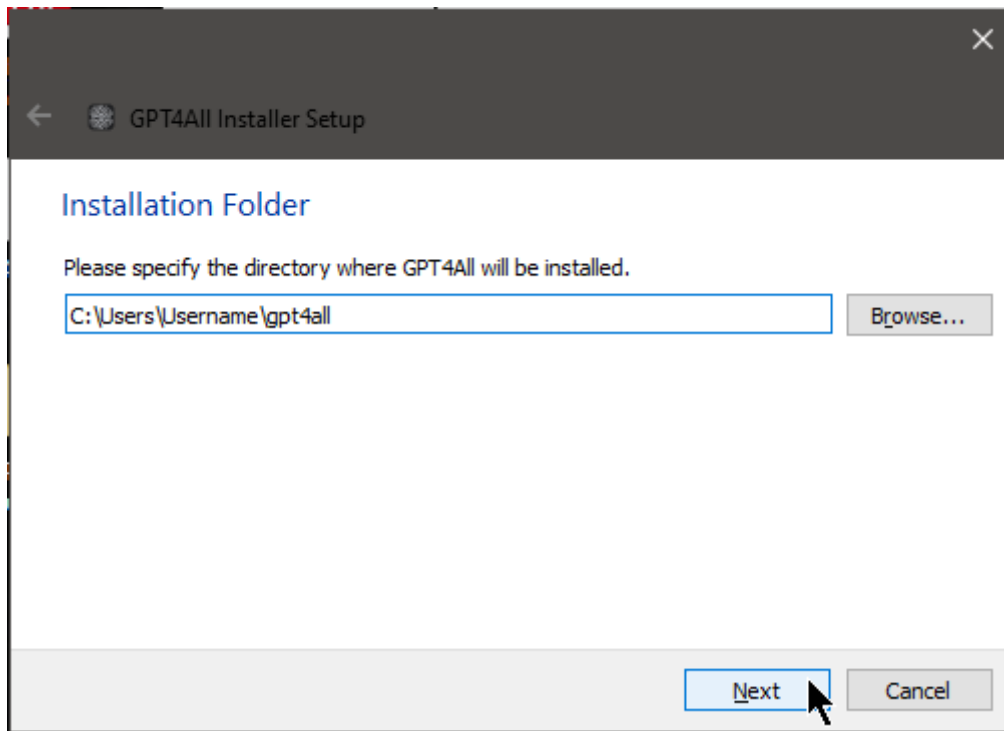 GPT4All Installer Setup
Installation Folder
Please specify the directory where GPT4All will be installed.
C:\Users\Username\gpt4all
Browse...
Next
Cancel